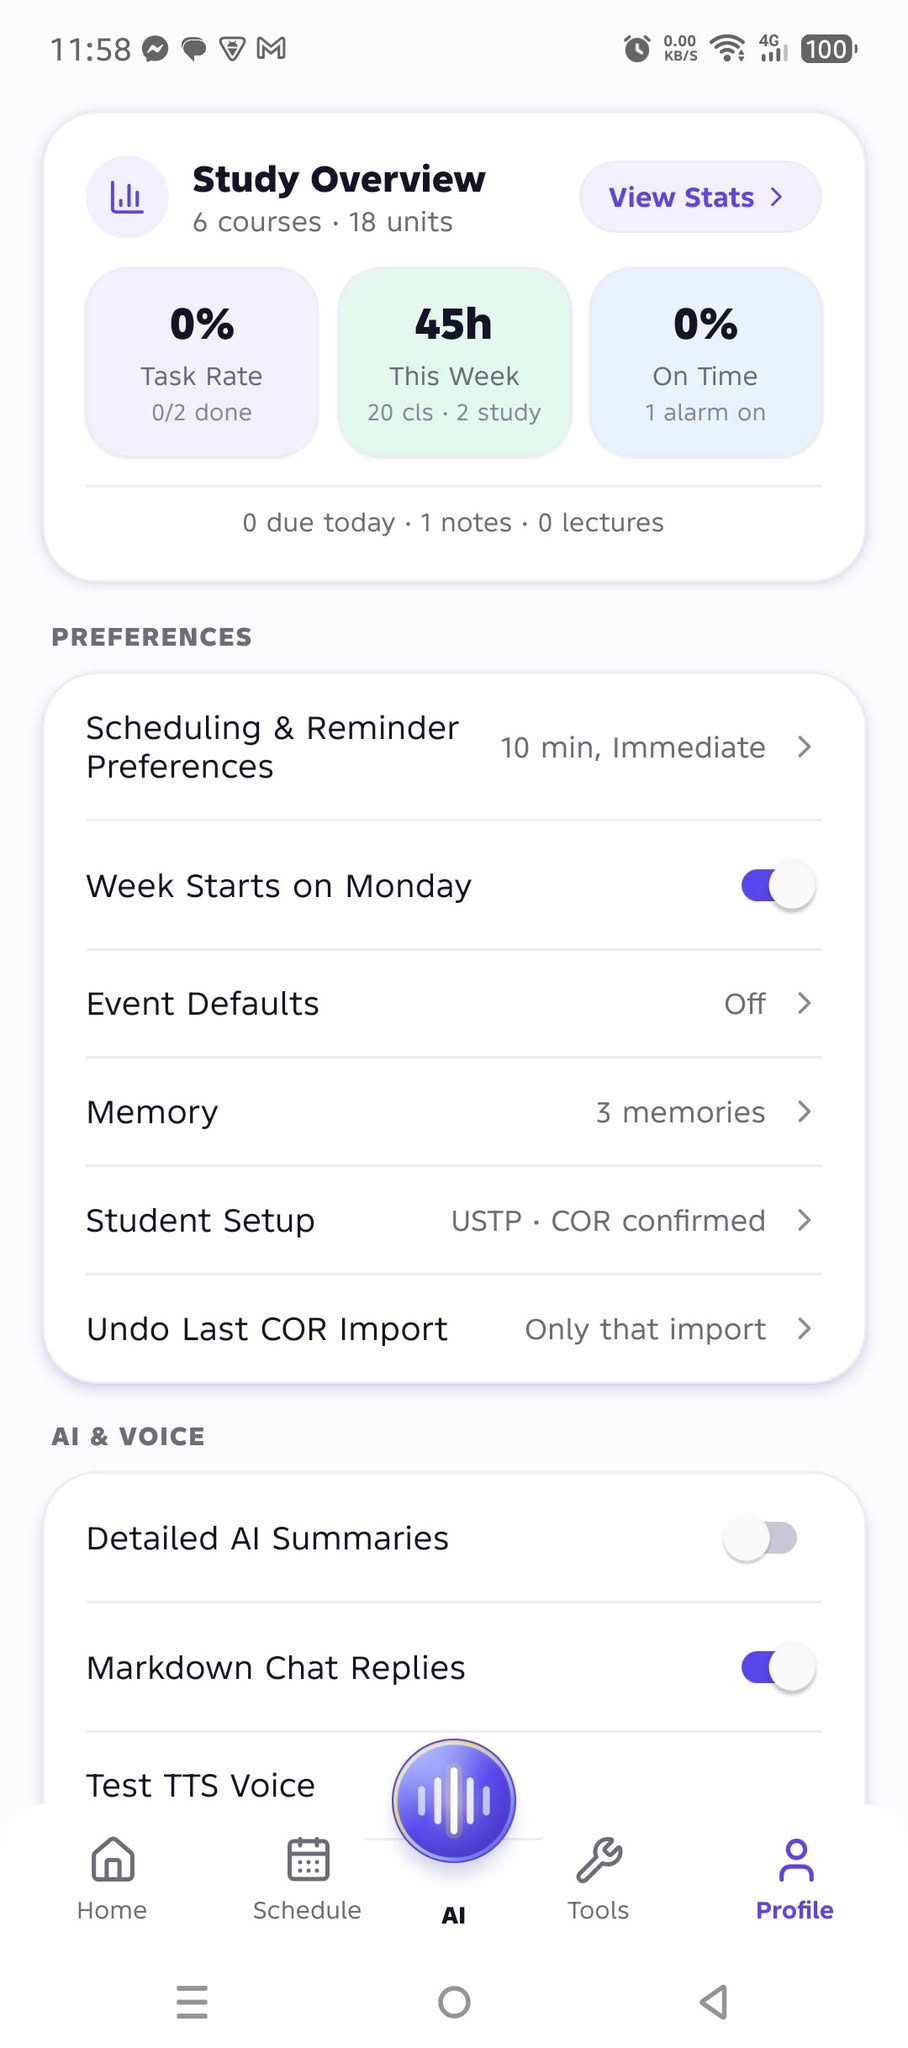 11:58
0.00
KB/S
4G
100
Study Overview
6 courses · 18 units
View Stats
0%
Task Rate
0/2 done
45h
This Week
20 cls · 2 study
0%
On Time
1 alarm on
0 due today · 1 notes · 0 lectures
PREFERENCES
Scheduling & Reminder
Preferences
10 min, Immediate
Week Starts on Monday
Event Defaults
Off
Memory
3 memories
Student Setup
USTP · COR confirmed
Undo Last COR Import
Only that import
AI & VOICE
Detailed AI Summaries
Markdown Chat Replies
Test TTS Voice
Home
Schedule
AI
Tools
Profile